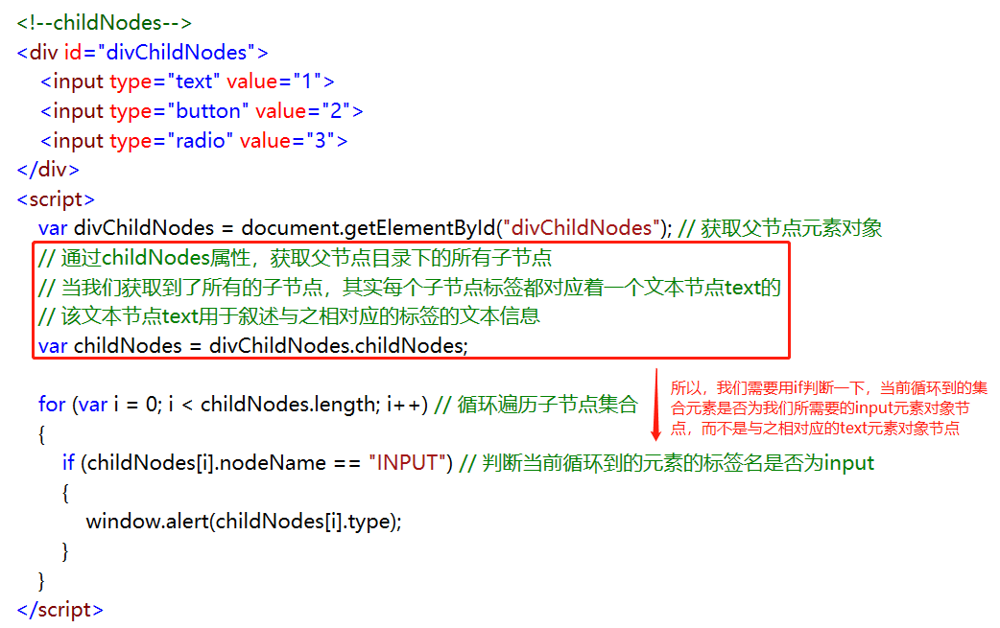 <!--childNodes-->
<div id="divChildNodes">
<input type="text" value="1">
<input type="button" value="2">
<input type="radio" value="3">
</div>
<script>
var divChildNodes = document.getElementById("divChildNodes"); // 获取父节点元素对象
// 通过childNodes属性，获取父节点目录下的所有子节点
// 当我们获取到了所有的子节点，其实每个子节点标签都对应着一个文本节点text的
// 该文本节点text用于叙述与之相对应的标签的文本信息
var childNodes = divChildNodes.childNodes;
for (var i = 0; i < childNodes.length; i++) // 循环遍历子节点集合
{
if (childNodes[i].nodeName == "INPUT") // 判断当前循环到的元素的标签名是否为input
{
window.alert(childNodes[i].type);
}
}
</script>
所以，我们需要用if判断一下，当前循环到的集
合元素是否为我们所需要的input元素对象节
点，而不是与之相对应的text元素对象节点